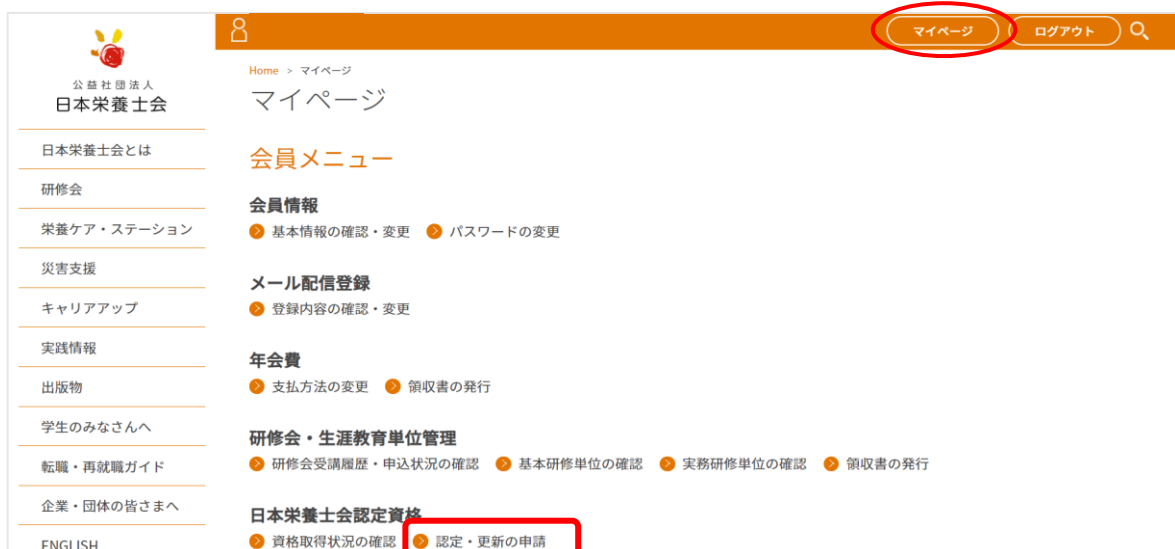 公益社団法人
日本栄養士会
日本栄養士会とは
研修会
栄養ケア・ステーション
災害支援
キャリアアップ
実践情報
出版物
学生のみなさんへ
転職・再就職ガイド
企業・団体の皆さまへ
ENGLISH
マイページ ログアウト
Home > マイページ
マイページ
会員メニュー
会員情報
基本情報の確認・変更 パスワードの変更
メール配信登録
登録内容の確認・変更
年会費
支払方法の変更 領収書の発行
研修会・生涯教育単位管理
研修会受講履歴・申込状況の確認 基本研修単位の確認 実務研修単位の確認 領収書の発行
日本栄養士会認定資格
資格取得状況の確認 認定・更新の申請